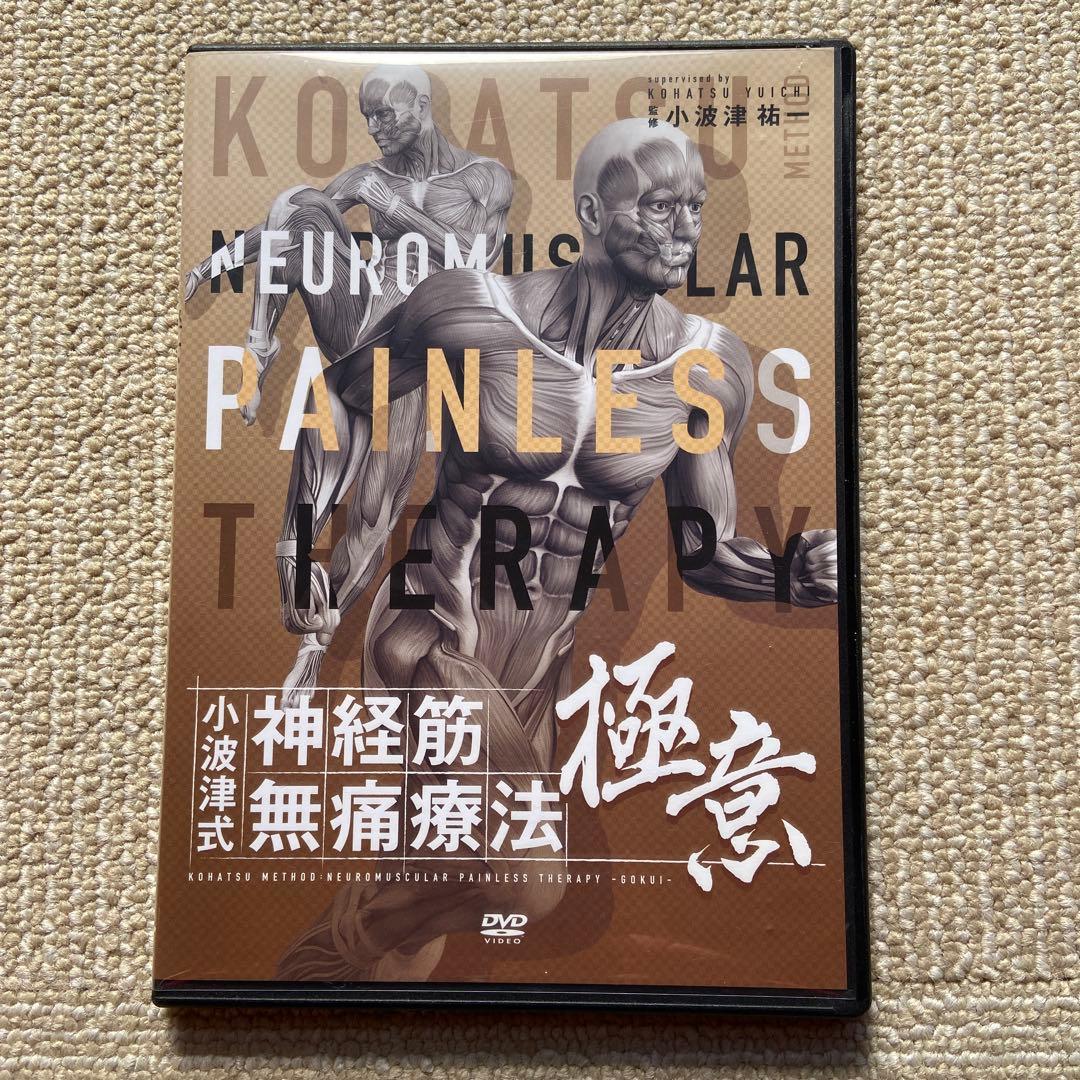 KOHATSU
METHOD
supervised by
KOHATSU YUICHI
監修 小波津 祐一
NEUROMUSCULAR
PAINLESS
THERAPY
小波津式
神経筋
無痛療法
極意
KOHATSU METHOD:NEUROMUSCULAR PAINLESS THERAPY -GOKUI-
DVD
VIDEO